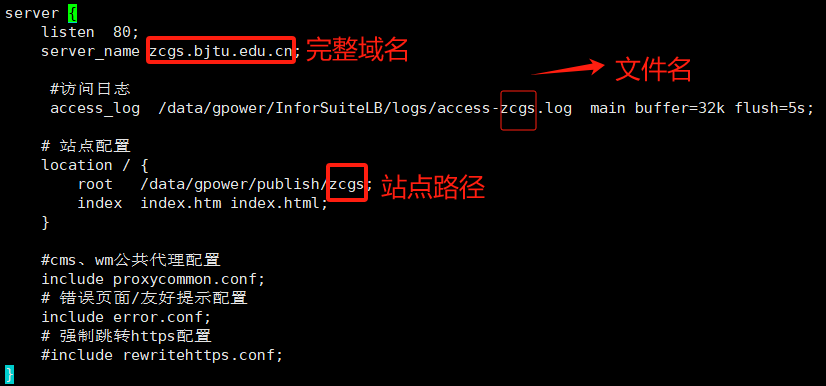 server {
    listen  80;
    server_name zcgs.bjtu.edu.cn; 完整域名
文件名
     #访问日志
     access_log  /data/gpower/InforSuiteLB/logs/access-zcgs.log  main buffer=32k flush=5s;
    # 站点配置
    location / {
        root   /data/gpower/publish/zcgs; 站点路径
        index  index.htm index.html;
    }
    #cms、wm公共代理配置
    include proxycommon.conf;
    # 错误页面/友好提示配置
    include error.conf;
    # 强制跳转https配置
    #include rewritehttps.conf;
}